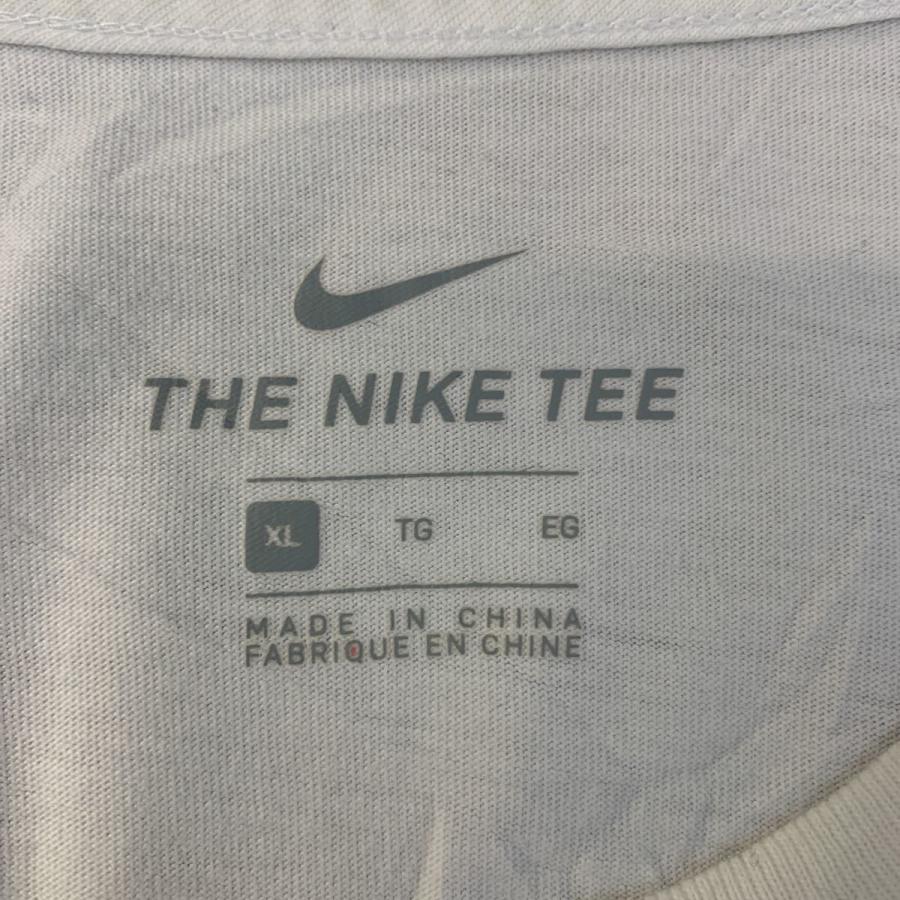 THE NIKE TEE
XL TG EG
MADE IN CHINA
FABRIQUE EN CHINE